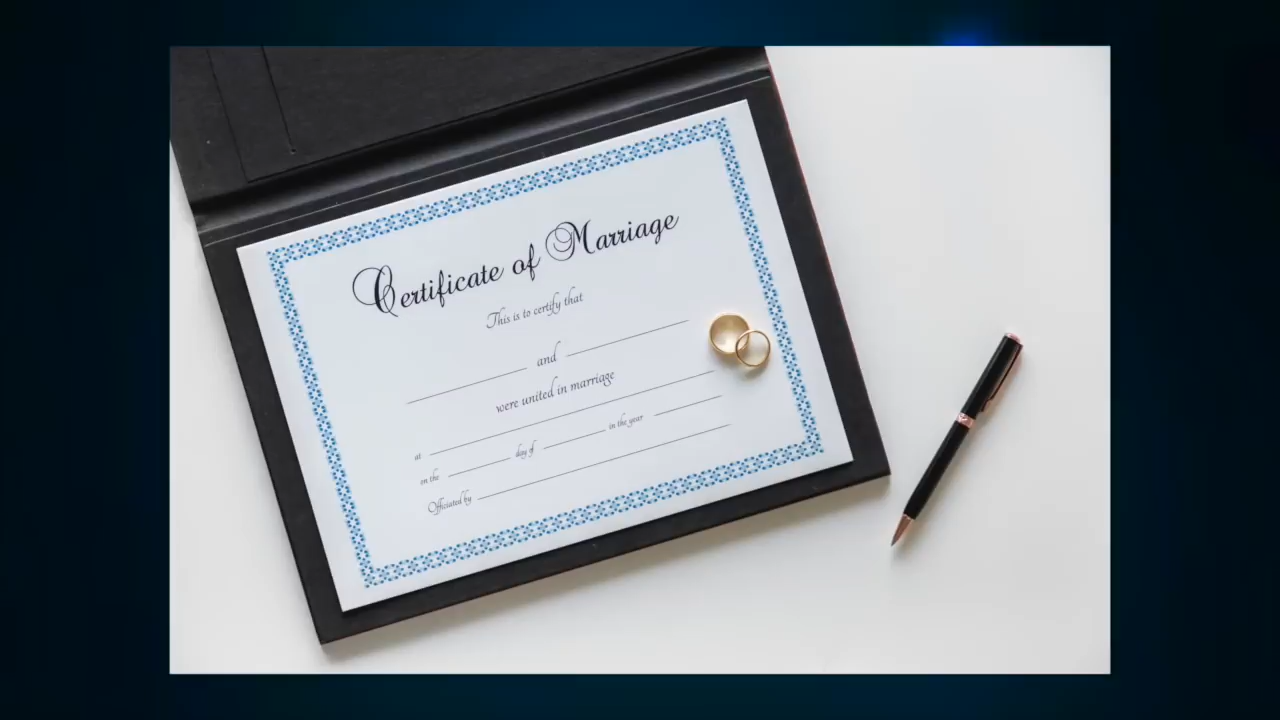 Certificate of Marriage
This is to certify that
and
were united in marriage
at
on the day of in the year
Officiated by